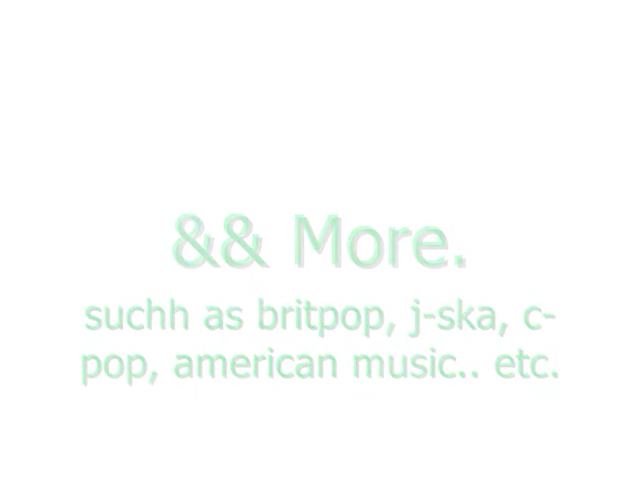 && More.
suchh as britpop, j-ska, c-
pop, american music.. etc.